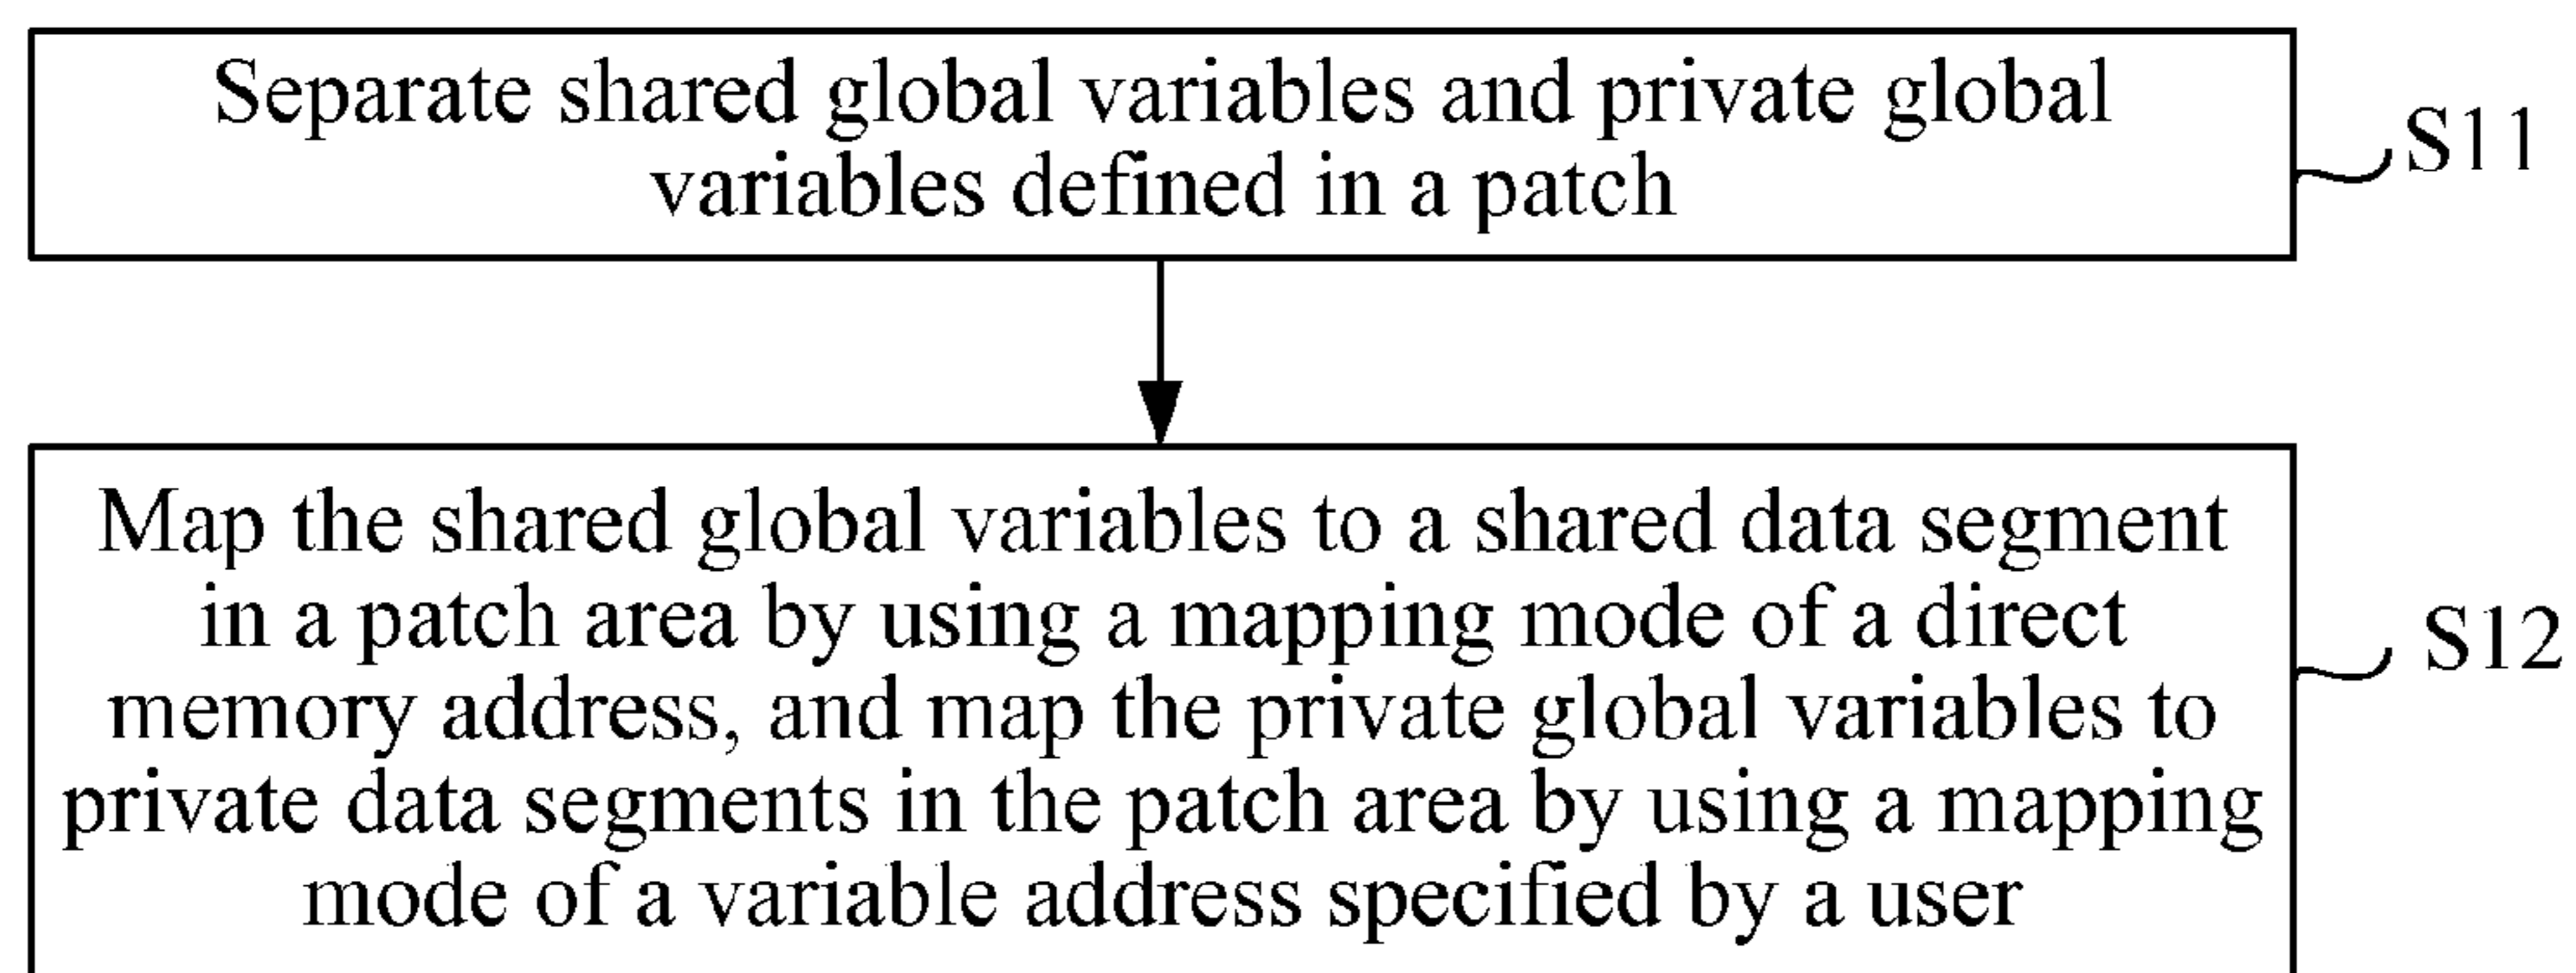 Separate shared global variables and private global
variables defined in a patch
S11
Map the shared global variables to a shared data segment
in a patch area by using a mapping mode of a direct
memory address, and map the private global variables to
private data segments in the patch area by using a mapping
mode of a variable address specified by a user
S12